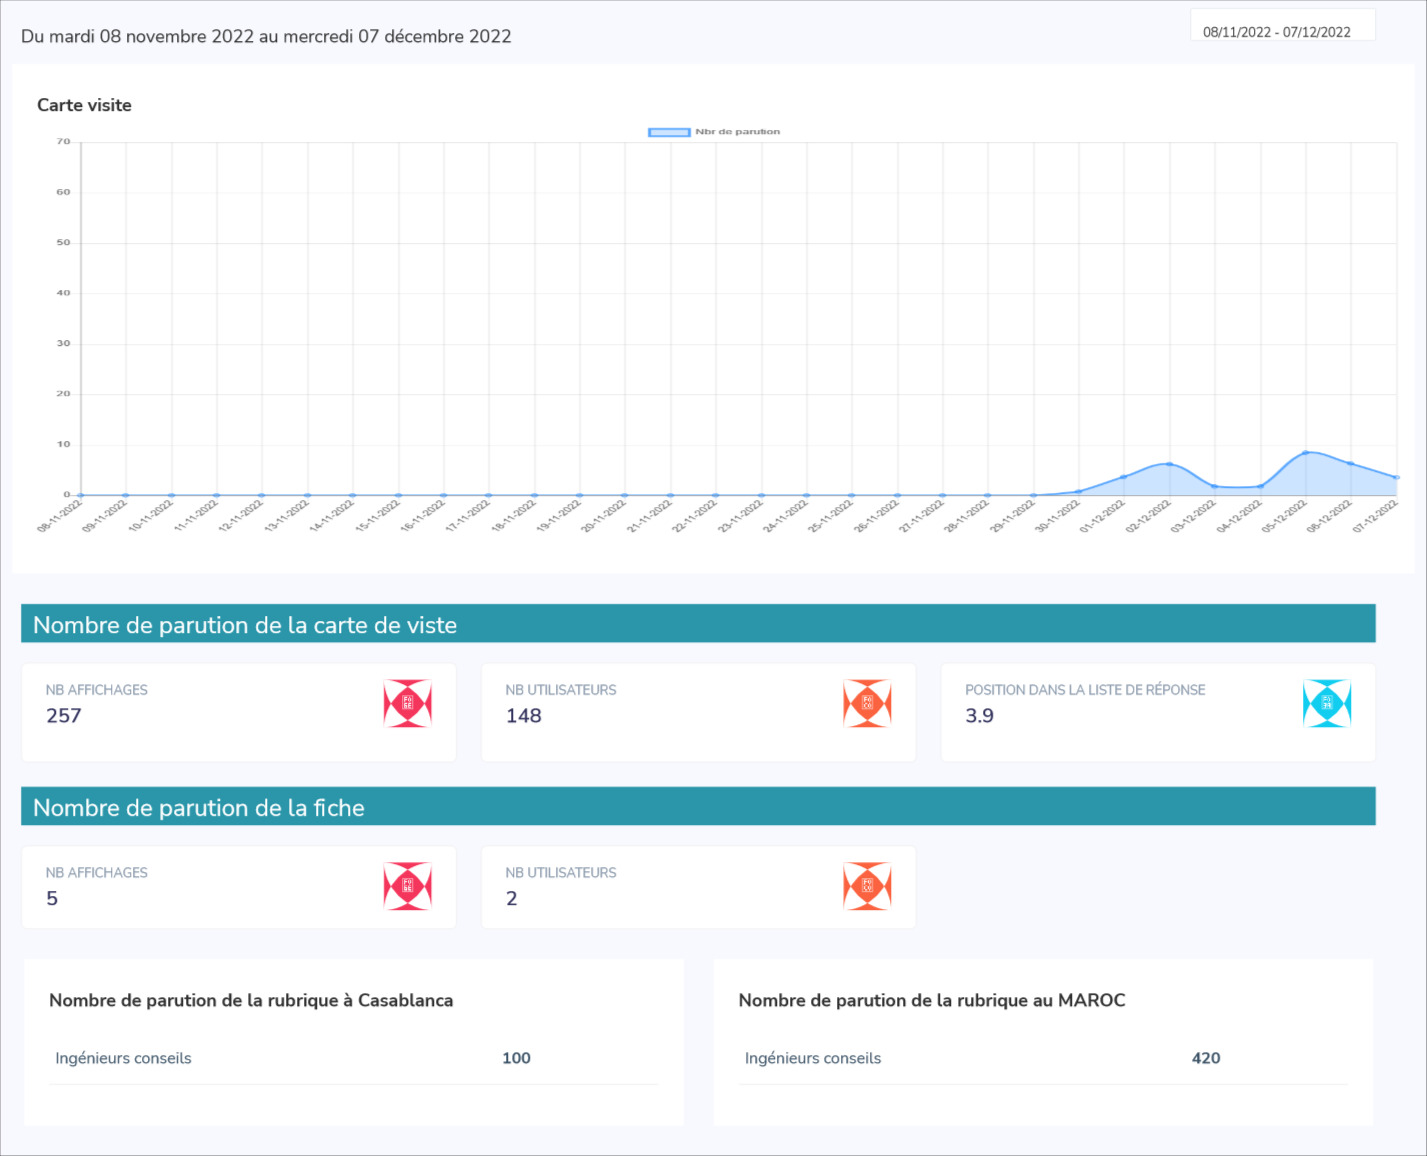 Du mardi 08 novembre 2022 au mercredi 07 décembre 2022
08/11/2022 - 07/12/2022
Carte visite
Nbr de parution
70
60
50
40
30
20
10
0
08-11-2022
09-11-2022
10-11-2022
11-11-2022
12-11-2022
13-11-2022
14-11-2022
15-11-2022
16-11-2022
17-11-2022
18-11-2022
19-11-2022
20-11-2022
21-11-2022
22-11-2022
23-11-2022
24-11-2022
25-11-2022
26-11-2022
27-11-2022
28-11-2022
29-11-2022
30-11-2022
01-12-2022
02-12-2022
03-12-2022
04-12-2022
05-12-2022
06-12-2022
07-12-2022
Nombre de parution de la carte de viste
NB AFFICHAGES
257
NB UTILISATEURS
148
POSITION DANS LA LISTE DE RÉPONSE
3.9
Nombre de parution de la fiche
NB AFFICHAGES
5
NB UTILISATEURS
2
Nombre de parution de la rubrique à Casablanca
Ingénieurs conseils 100
Nombre de parution de la rubrique au MAROC
Ingénieurs conseils 420